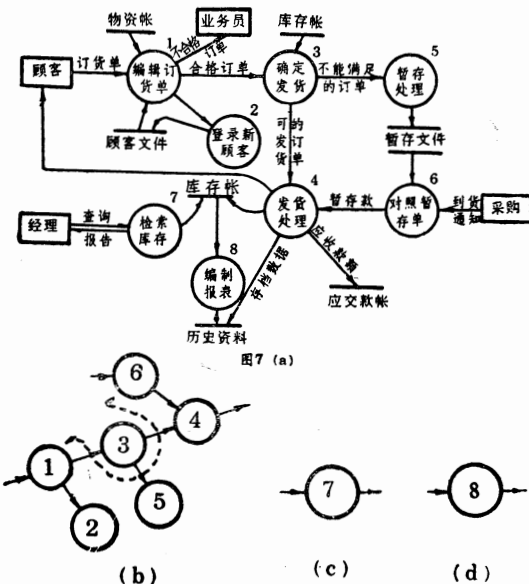 物资帐
业务员
库存帐
1
不合格
订单
3
5
顾客
订货单
编辑订
货单
合格订单
确定
发货
不能满足
的订单
暂存
处理
2
登录新
顾客
顾客文件
可的
发订
货单
暂存文件
库存帐
4
6
7
经理
查询
报告
检索
库存
发货
处理
暂存款
对照暂
存单
到货
通知
采购
8
编制
报表
存档数据
应收款额
历史资料
应交款帐
图7 (a)
6
4
3
1
2
5
7
8
(b)
(c)
(d)